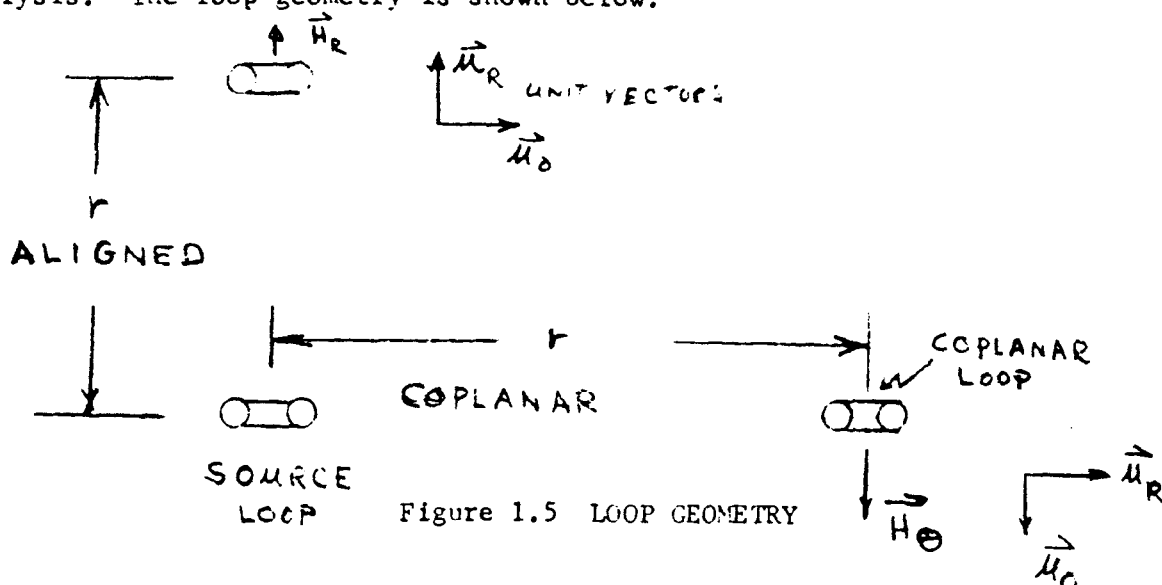 lysis. The loop geometry is shown below.
H_R
μ_R UNIT VECTORS
μ_θ
r
ALIGNED
r
COPLANAR
COPLANAR LOOP
SOURCE LOOP
μ_R
Figure 1.5 LOOP GEOMETRY
H_θ
μ_θ